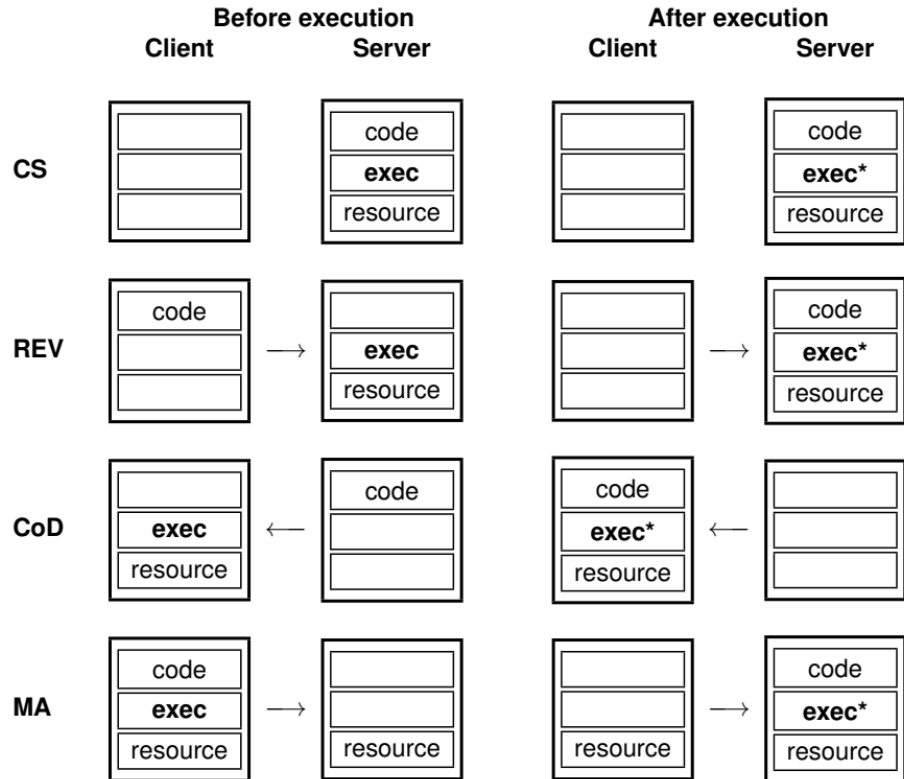 Before execution After execution
Client Server Client Server
code code
CS exec exec*
resource resource
code code
REV → exec → exec*
resource resource
code code
CoD exec ← exec* ←
resource resource
code code
MA exec → → exec*
resource resource resource resource